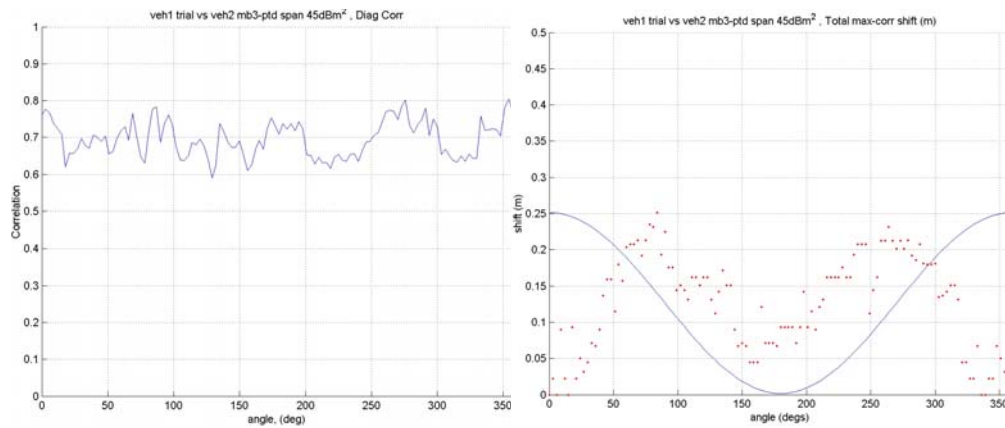 veh1 trial vs veh2 mb3-ptd span 45dBm² , Diag Corr
1
0.9
0.8
0.7
0.6
0.5
0.4
0.3
0.2
0.1
0
Correlation
0 50 100 150 200 250 300 350
angle, (deg)
veh1 trial vs veh2 mb3-ptd span 45dBm² , Total max-corr shift (m)
0.5
0.45
0.4
0.35
0.3
0.25
0.2
0.15
0.1
0.05
0
shift (m)
0 50 100 150 200 250 300 350
angle (degs)